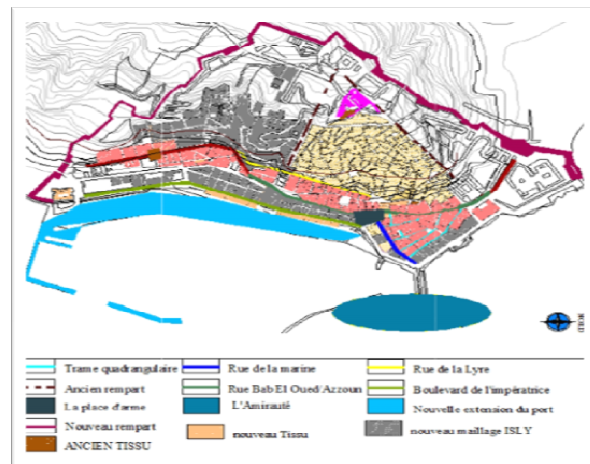 NORD
Trame quadrangulaire Rue de la marine Rue de la Lyre
Ancien rempart Rue Bab El Oued/Azzoun Boulevard de l'impératrice
La place d'arme L'Amirauté Nouvelle extension du port
Nouveau rempart nouveau Tissu nouveau maillage ISLY
ANCIEN TISSU